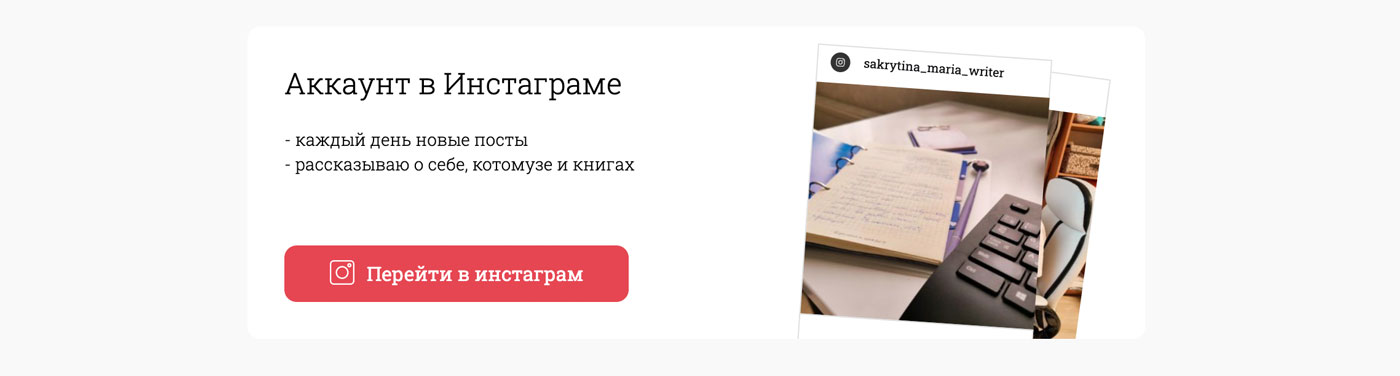 Аккаунт в Инстаграме
- каждый день новые посты
- рассказываю о себе, котомузе и книгах
Перейти в инстаграм
sakrytina_maria_writer